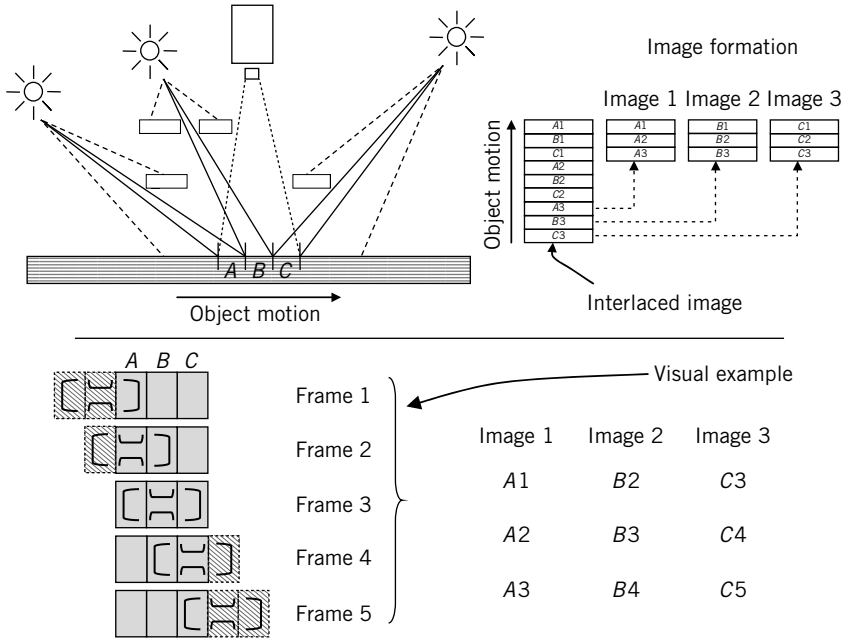 A B C
Object motion
Image formation
Image 1 Image 2 Image 3
Object motion
A1
B1
C1
A2
B2
C2
A3
B3
C3
A1
A2
A3
B1
B2
B3
C1
C2
C3
Interlaced image
A B C
Frame 1
Frame 2
Frame 3
Frame 4
Frame 5
Visual example
Image 1 Image 2 Image 3
A1 B2 C3
A2 B3 C4
A3 B4 C5